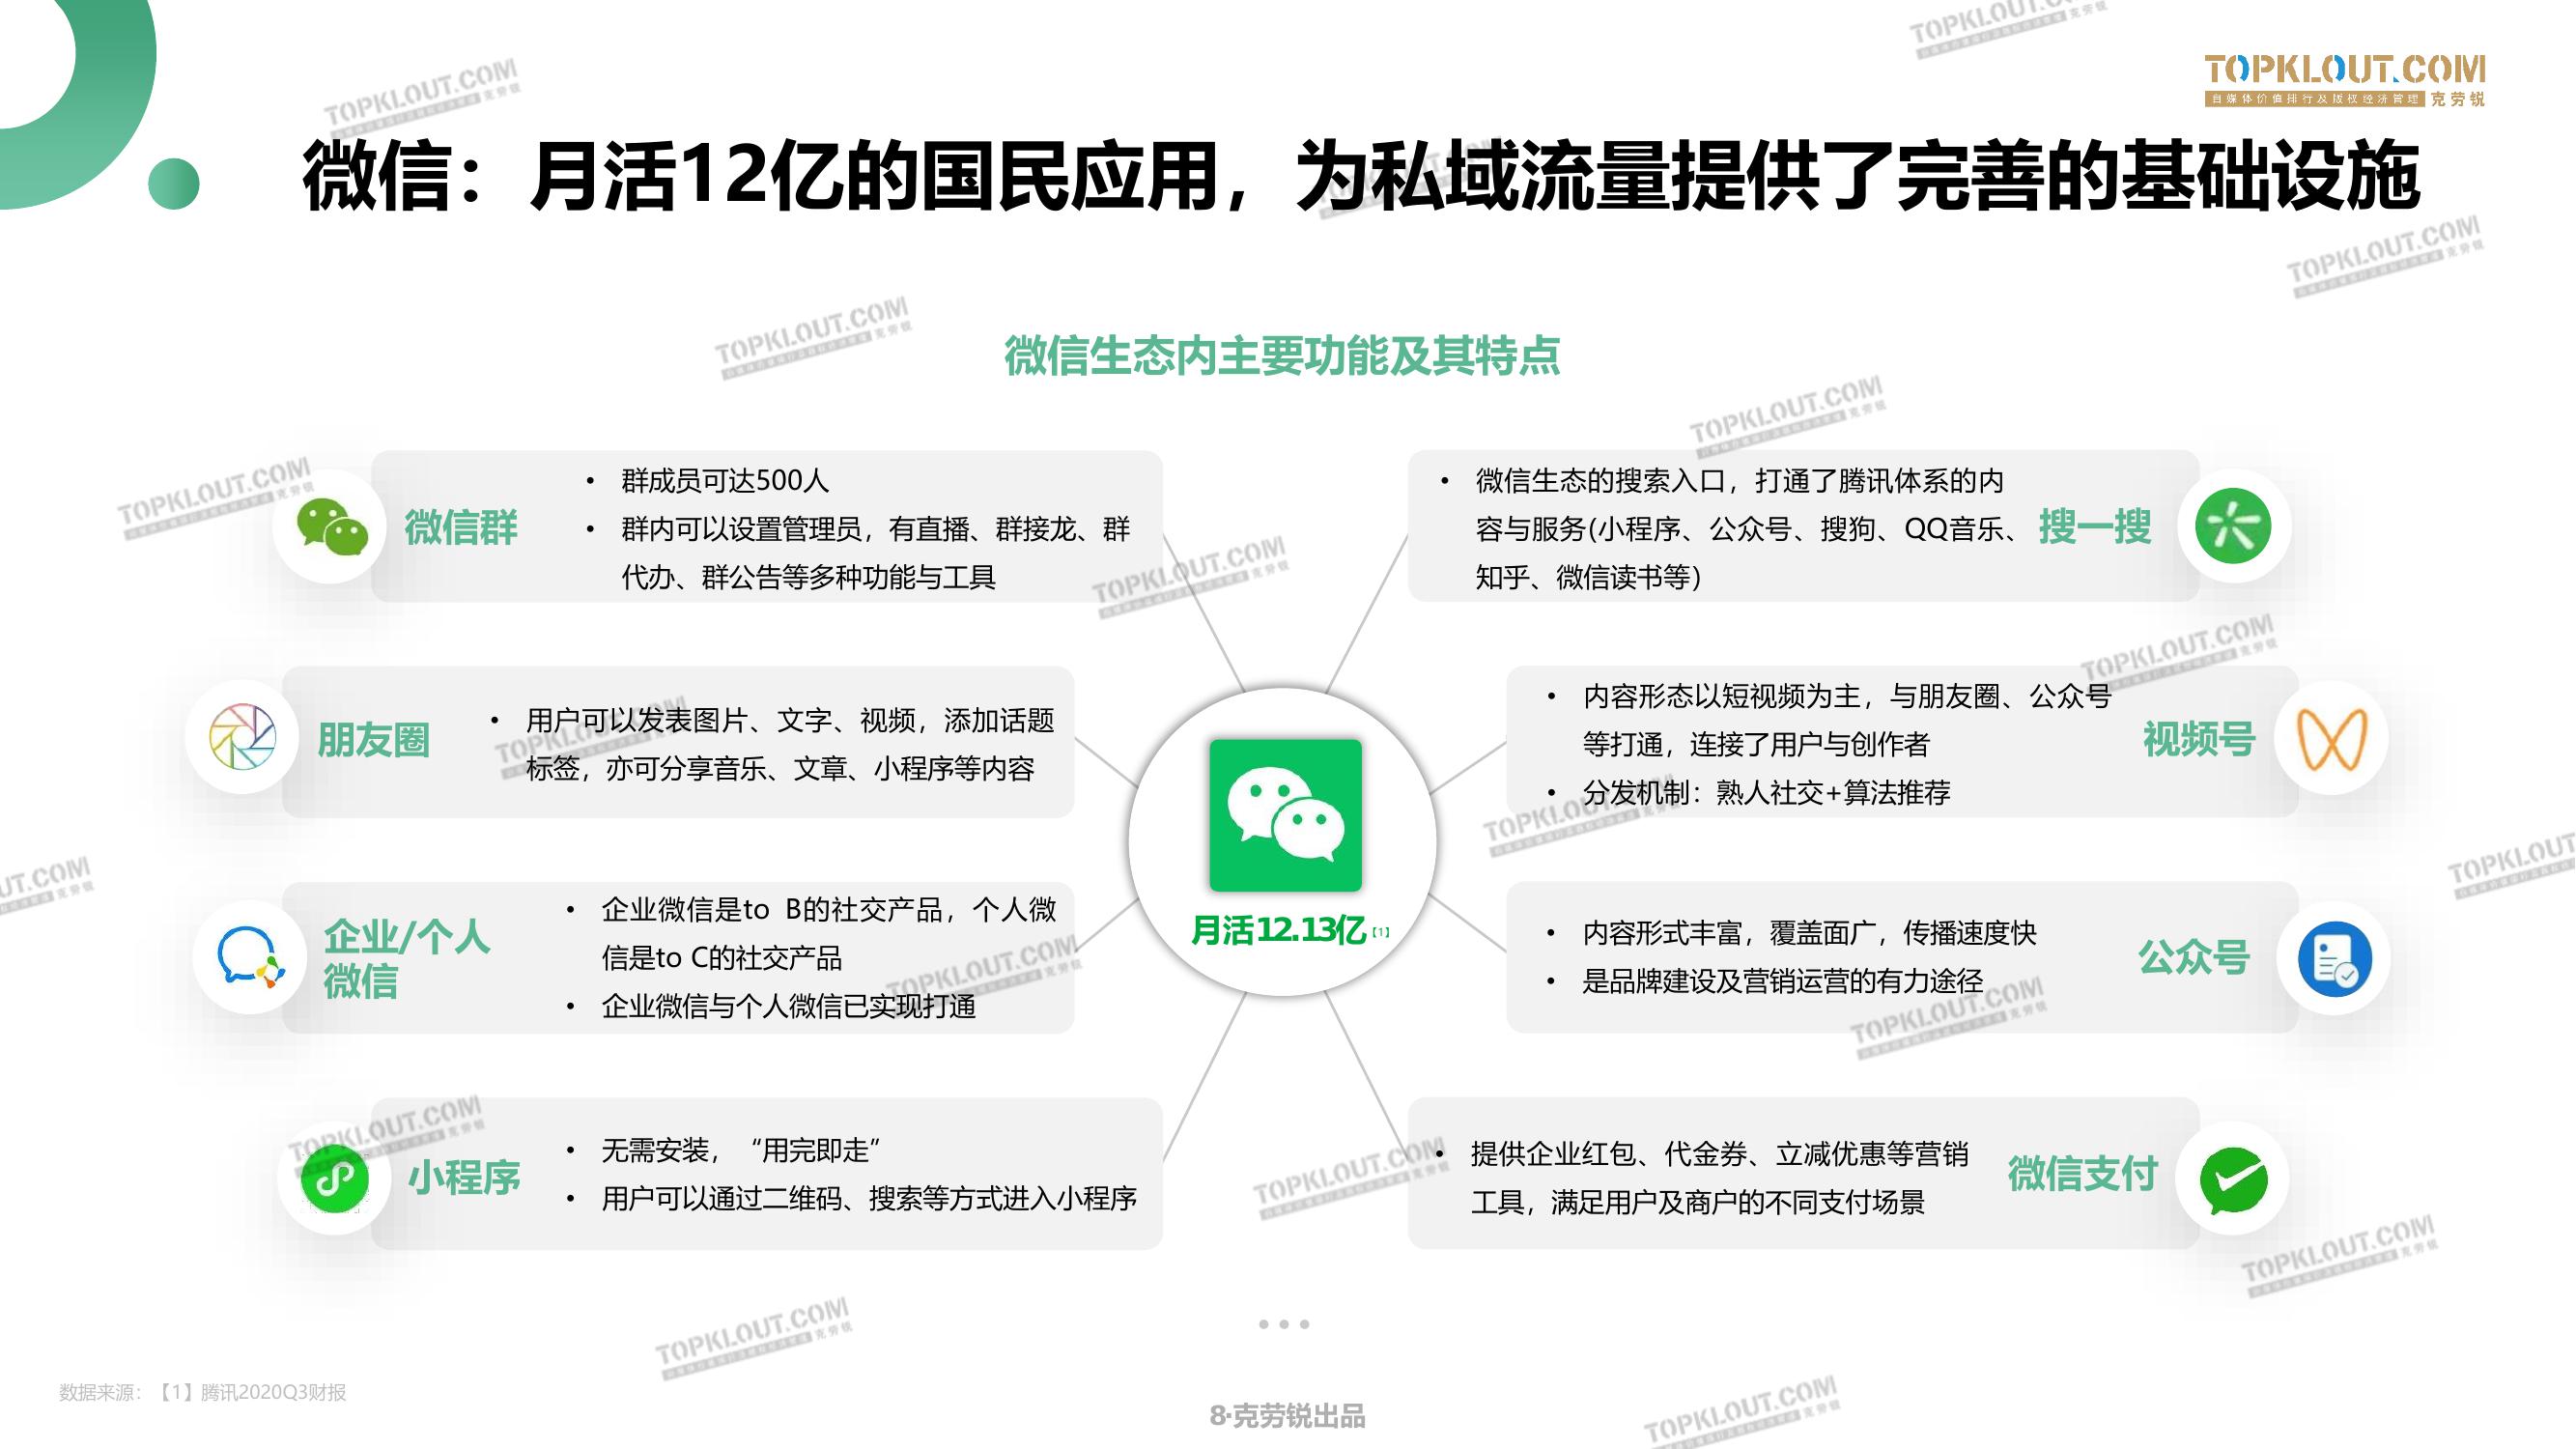 TOPKLOUT.COM
自媒体价值排行及版权经济管理 克劳锐
微信：月活12亿的国民应用，为私域流量提供了完善的基础设施
微信生态内主要功能及其特点
微信群
• 群成员可达500人
• 群内可以设置管理员，有直播、群接龙、群
代办、群公告等多种功能与工具
朋友圈
• 用户可以发表图片、文字、视频，添加话题
标签，亦可分享音乐、文章、小程序等内容
企业/个人
微信
• 企业微信是to B的社交产品，个人微
信是to C的社交产品
• 企业微信与个人微信已实现打通
小程序
• 无需安装，“用完即走”
• 用户可以通过二维码、搜索等方式进入小程序
月活12.13亿【1】
• 微信生态的搜索入口，打通了腾讯体系的内
容与服务(小程序、公众号、搜狗、QQ音乐、
知乎、微信读书等)
搜一搜
• 内容形态以短视频为主，与朋友圈、公众号
等打通，连接了用户与创作者
• 分发机制：熟人社交+算法推荐
视频号
• 内容形式丰富，覆盖面广，传播速度快
• 是品牌建设及营销运营的有力途径
公众号
• 提供企业红包、代金券、立减优惠等营销
工具，满足用户及商户的不同支付场景
微信支付
数据来源：【1】腾讯2020Q3财报
8·克劳锐出品